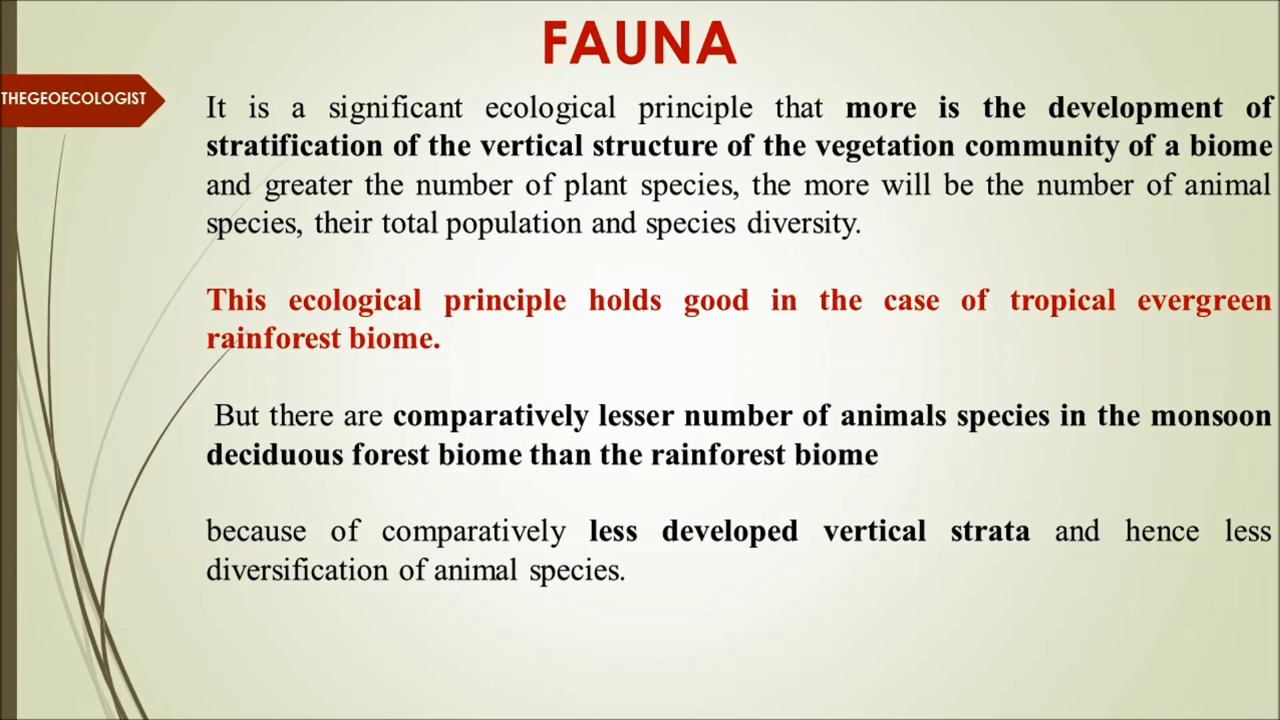 FAUNA
THEGEOECOLOGIST
It is a significant ecological principle that more is the development of
stratification of the vertical structure of the vegetation community of a biome
and greater the number of plant species, the more will be the number of animal
species, their total population and species diversity.
This ecological principle holds good in the case of tropical evergreen
rainforest biome.
But there are comparatively lesser number of animals species in the monsoon
deciduous forest biome than the rainforest biome
because of comparatively less developed vertical strata and hence less
diversification of animal species.